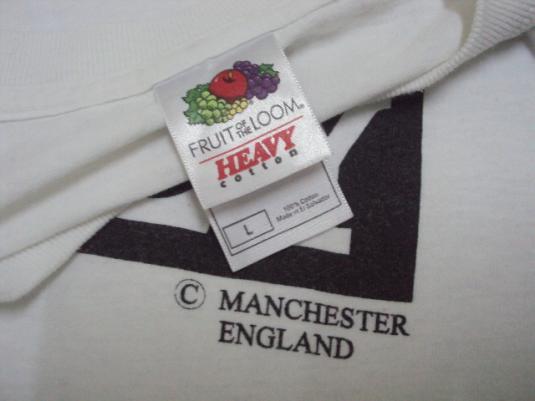 FRUIT OF THE LOOM®
HEAVY
cotton
L
100% Cotton
Made in El Salvador
© MANCHESTER
ENGLAND